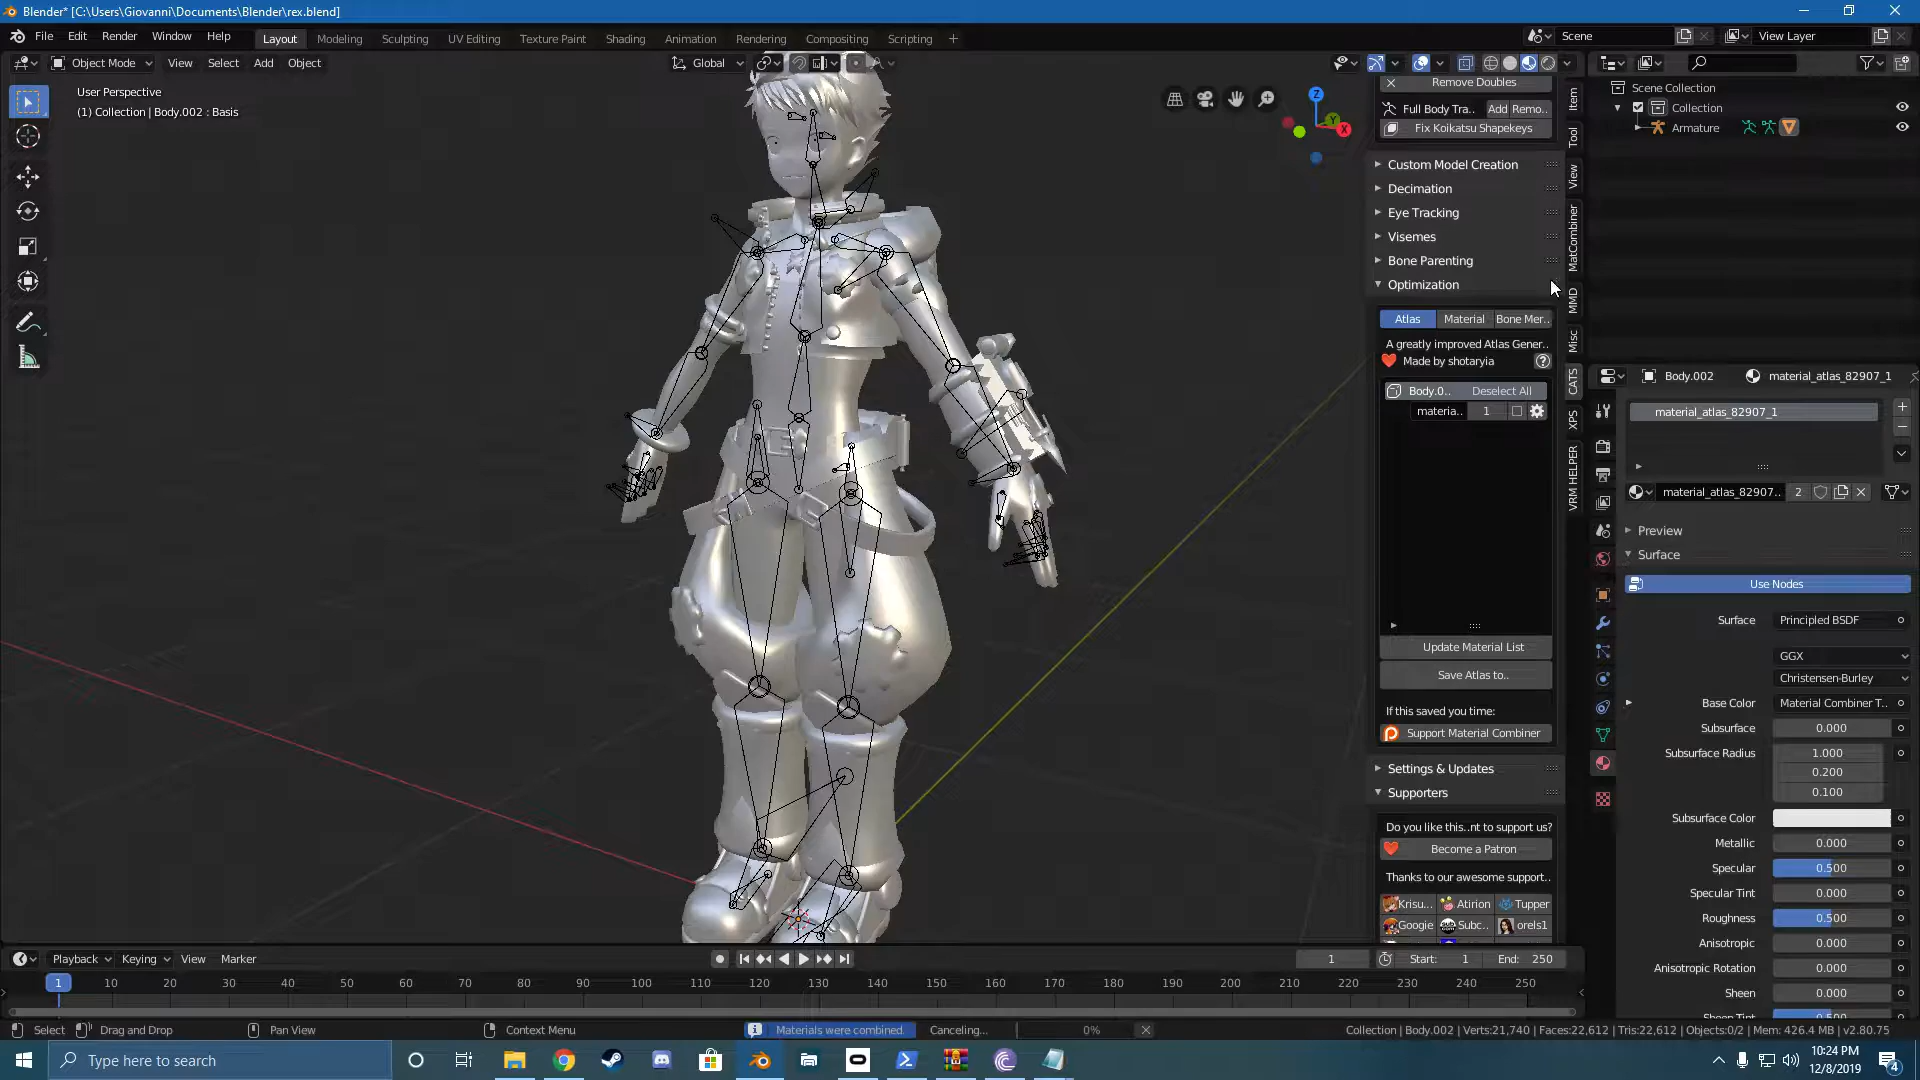 Blender* [C:\Users\Giovanni\Documents\Blender\rex.blend]
File Edit Render Window Help
Layout Modeling Sculpting UV Editing Texture Paint Shading Animation Rendering Compositing Scripting +
Scene
View Layer
Object Mode View Select Add Object
Global
User Perspective
(1) Collection | Body.002 : Basis
Z
Y
X
Remove Doubles
Full Body Tra.. Add Remo..
Fix Koikatsu Shapekeys
Custom Model Creation
Decimation
Eye Tracking
Visemes
Bone Parenting
Optimization
Atlas Material Bone Mer..
A greatly improved Atlas Gener..
Made by shotaryia
Body.0.. Deselect All
materia.. 1
Update Material List
Save Atlas to..
If this saved you time:
Support Material Combiner
Settings & Updates
Supporters
Do you like this..nt to support us?
Become a Patron
Thanks to our awesome support..
Krisu... Atirion Tupper
Googie Subc.. orels1
Item
Tool
View
MatCombiner
MMD
Misc
CATS
XPS
VRM HELPER
Scene Collection
Collection
Armature
Body.002 material_atlas_82907_1
material_atlas_82907_1
material_atlas_82907.. 2
Preview
Surface
Use Nodes
Surface Principled BSDF
GGX
Christensen-Burley
Base Color Material Combiner T..
Subsurface 0.000
Subsurface Radius 1.000
0.200
0.100
Subsurface Color
Metallic 0.000
Specular 0.500
Specular Tint 0.000
Roughness 0.500
Anisotropic 0.000
Anisotropic Rotation 0.000
Sheen 0.000
Sheen Tint 0.500
Playback Keying View Marker
1 Start: 1 End: 250
1 10 20 30 40 50 60 70 80 90 100 110 120 130 140 150 160 170 180 190 200 210 220 230 240 250
Select Drag and Drop Pan View Context Menu Materials were combined. Canceling... 0%
Collection | Body.002 | Verts:21,740 | Faces:22,612 | Tris:22,612 | Objects:0/2 | Mem: 426.4 MB | v2.80.75
Type here to search
10:24 PM
12/8/2019
4